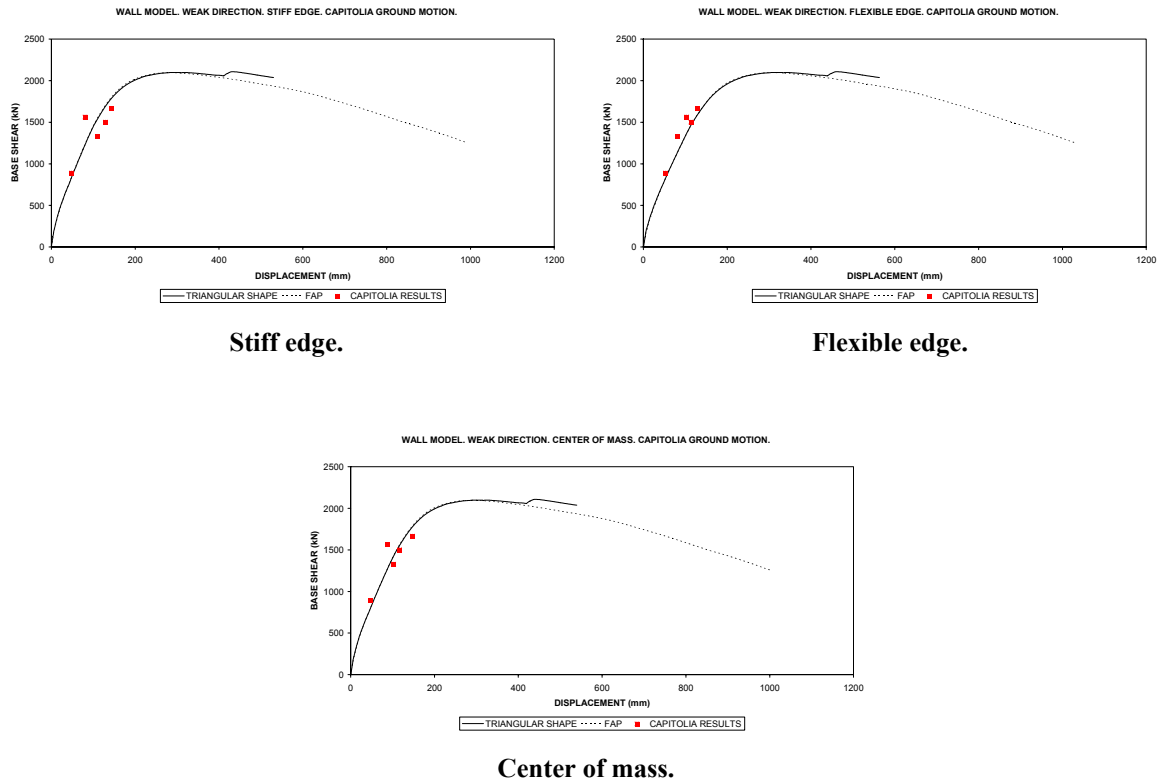 WALL MODEL. WEAK DIRECTION. STIFF EDGE. CAPITOLIA GROUND MOTION.
2500
2000
1500
1000
500
0
BASE SHEAR (kN)
0 200 400 600 800 1000 1200
DISPLACEMENT (mm)
TRIANGULAR SHAPE FAP CAPITOLIA RESULTS
Stiff edge.
WALL MODEL. WEAK DIRECTION. FLEXIBLE EDGE. CAPITOLIA GROUND MOTION.
2500
2000
1500
1000
500
0
BASE SHEAR (kN)
0 200 400 600 800 1000 1200
DISPLACEMENT (mm)
TRIANGULAR SHAPE FAP CAPITOLIA RESULTS
Flexible edge.
WALL MODEL. WEAK DIRECTION. CENTER OF MASS. CAPITOLIA GROUND MOTION.
2500
2000
1500
1000
500
0
BASE SHEAR (kN)
0 200 400 600 800 1000 1200
DISPLACEMENT (mm)
TRIANGULAR SHAPE FAP CAPITOLIA RESULTS
Center of mass.